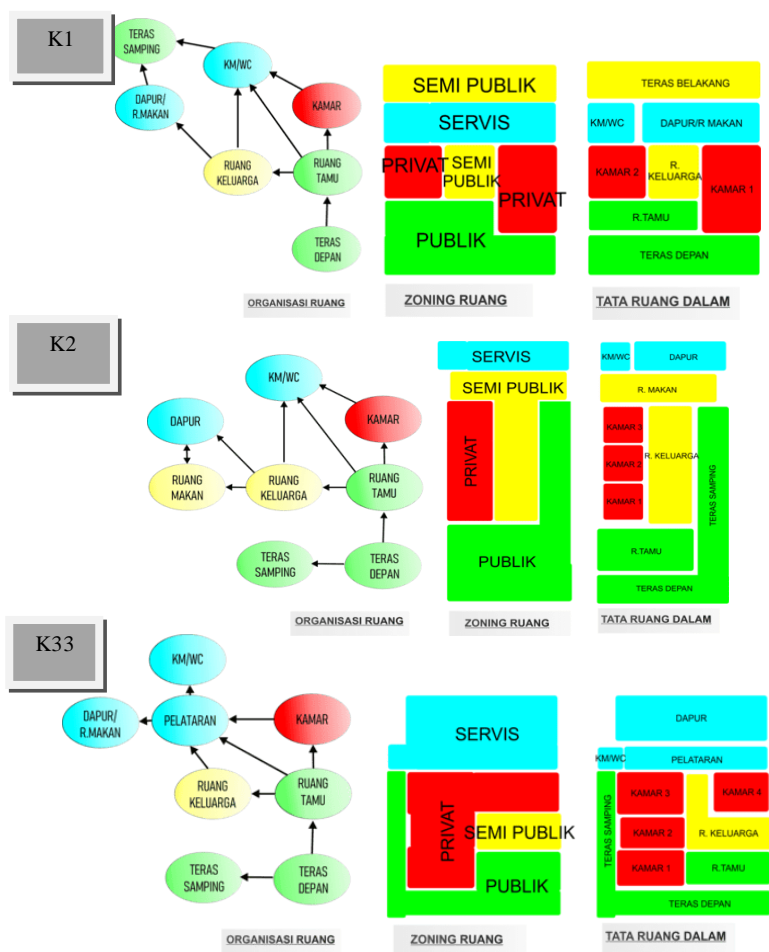 K1
TERAS
SAMPING
KM/WC
DAPUR/
R.MAKAN
KAMAR
RUANG
KELUARGA
RUANG
TAMU
TERAS
DEPAN
ORGANISASI RUANG
SEMI PUBLIK
SERVIS
PRIVAT
SEMI
PUBLIK
PRIVAT
PUBLIK
ZONING RUANG
TERAS BELAKANG
KM/WC
DAPUR/R MAKAN
KAMAR 2
R.
KELUARGA
KAMAR 1
R.TAMU
TERAS DEPAN
TATA RUANG DALAM
K2
KM/WC
DAPUR
KAMAR
RUANG
MAKAN
RUANG
KELUARGA
RUANG
TAMU
TERAS
SAMPING
TERAS
DEPAN
ORGANISASI RUANG
SERVIS
SEMI PUBLIK
PRIVAT
PUBLIK
ZONING RUANG
KM/WC
DAPUR
R. MAKAN
KAMAR 3
KAMAR 2
KAMAR 1
R. KELUARGA
TERAS SAMPING
R.TAMU
TERAS DEPAN
TATA RUANG DALAM
K33
KM/WC
DAPUR/
R.MAKAN
PELATARAN
KAMAR
RUANG
KELUARGA
RUANG
TAMU
TERAS
SAMPING
TERAS
DEPAN
ORGANISASI RUANG
SERVIS
PRIVAT
SEMI PUBLIK
PUBLIK
ZONING RUANG
DAPUR
KM/WC
PELATARAN
TERAS SAMPING
KAMAR 3
KAMAR 4
KAMAR 2
R. KELUARGA
KAMAR 1
R.TAMU
TERAS DEPAN
TATA RUANG DALAM